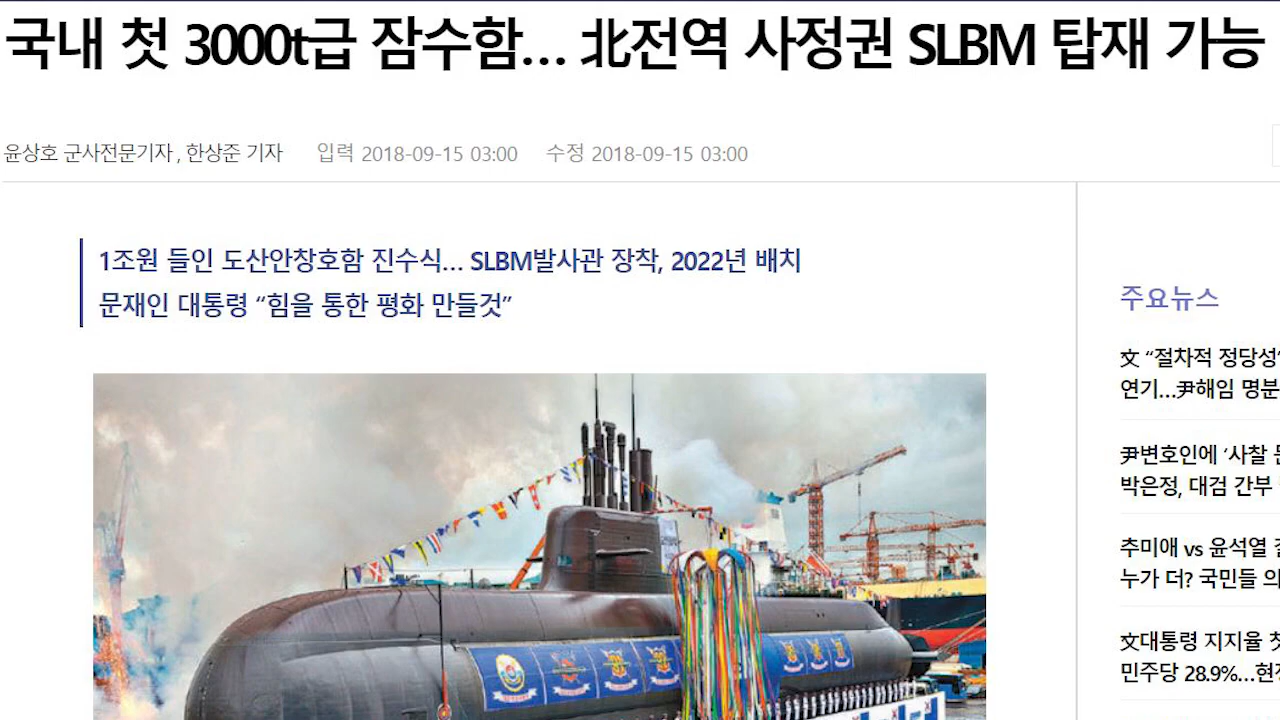 국내 첫 3000t급 잠수함… 北전역 사정권 SLBM 탑재 가능
윤상호 군사전문기자, 한상준 기자 입력 2018-09-15 03:00 수정 2018-09-15 03:00
1조원 들인 도산안창호함 진수식… SLBM발사관 장착, 2022년 배치
문재인 대통령 “힘을 통한 평화 만들것”
주요뉴스
文 “절차적 정당성
연기…尹해임 명분
尹변호인에 ‘사찰
박은정, 대검 간부
추미애 vs 윤석열
누가 더? 국민들 의
文대통령 지지율 첫
민주당 28.9%…현